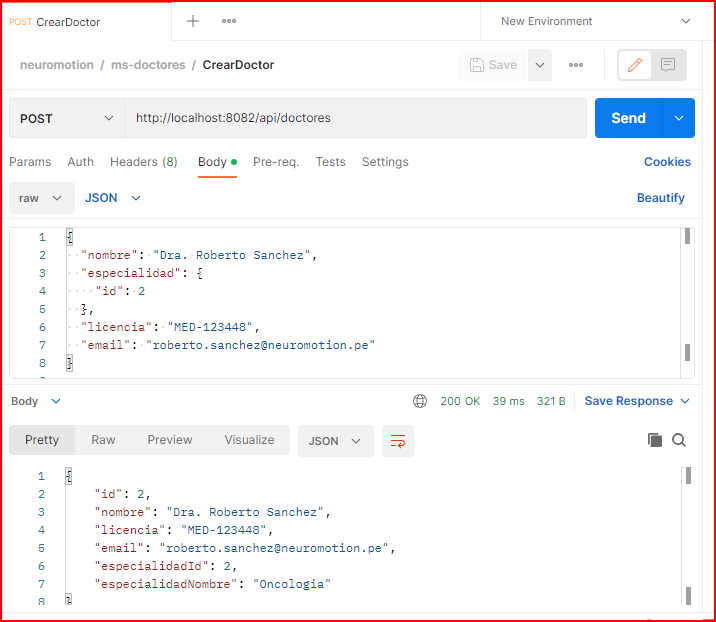 POST CrearDoctor
New Environment
neuromotion / ms-doctores / CrearDoctor
Save
POST http://localhost:8082/api/doctores Send
Params Auth Headers (8) Body Pre-req. Tests Settings Cookies
raw JSON Beautify
1 {
2 "nombre": "Dra. Roberto Sanchez",
3 "especialidad": {
4 "id": 2
5 },
6 "licencia": "MED-123448",
7 "email": "roberto.sanchez@neuromotion.pe"
8 }
Body 200 OK 39 ms 321 B Save Response
Pretty Raw Preview Visualize JSON
1 {
2 "id": 2,
3 "nombre": "Dra. Roberto Sanchez",
4 "licencia": "MED-123448",
5 "email": "roberto.sanchez@neuromotion.pe",
6 "especialidadId": 2,
7 "especialidadNombre": "Oncologia"
8 }